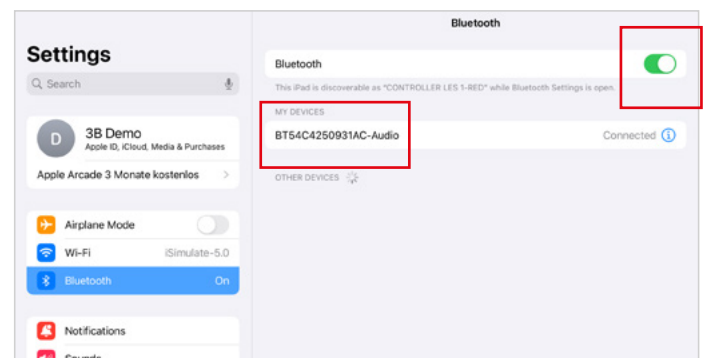 Bluetooth
Settings
Search
Bluetooth
This iPad is discoverable as "CONTROLLER LES 1-RED" while Bluetooth Settings is open.
MY DEVICES
BT54C4250931AC-Audio Connected
OTHER DEVICES
D
3B Demo
Apple ID, iCloud, Media & Purchases
Apple Arcade 3 Monate kostenlos
Airplane Mode
Wi-Fi iSimulate-5.0
Bluetooth On
Notifications
Sounds